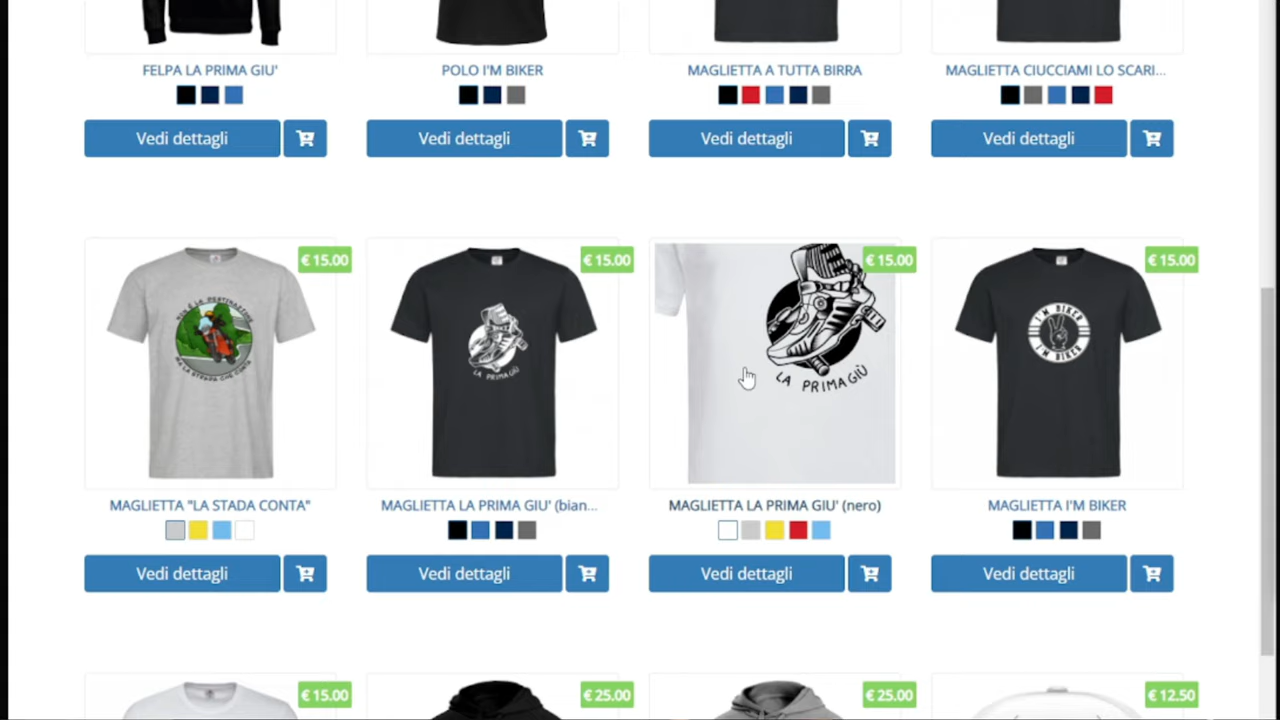 FELPA LA PRIMA GIU'
POLO I'M BIKER
MAGLIETTA A TUTTA BIRRA
MAGLIETTA CIUCCIAMI LO SCARI...
Vedi dettagli
Vedi dettagli
Vedi dettagli
Vedi dettagli
€ 15.00
€ 15.00
€ 15.00
€ 15.00
LA PRIMA GIÙ
LA PRIMA GIÙ
I'M BIKER
I'M BIKER
MAGLIETTA "LA STADA CONTA"
MAGLIETTA LA PRIMA GIU' (bian...
MAGLIETTA LA PRIMA GIU' (nero)
MAGLIETTA I'M BIKER
Vedi dettagli
Vedi dettagli
Vedi dettagli
Vedi dettagli
€ 15.00
€ 25.00
€ 25.00
€ 12.50